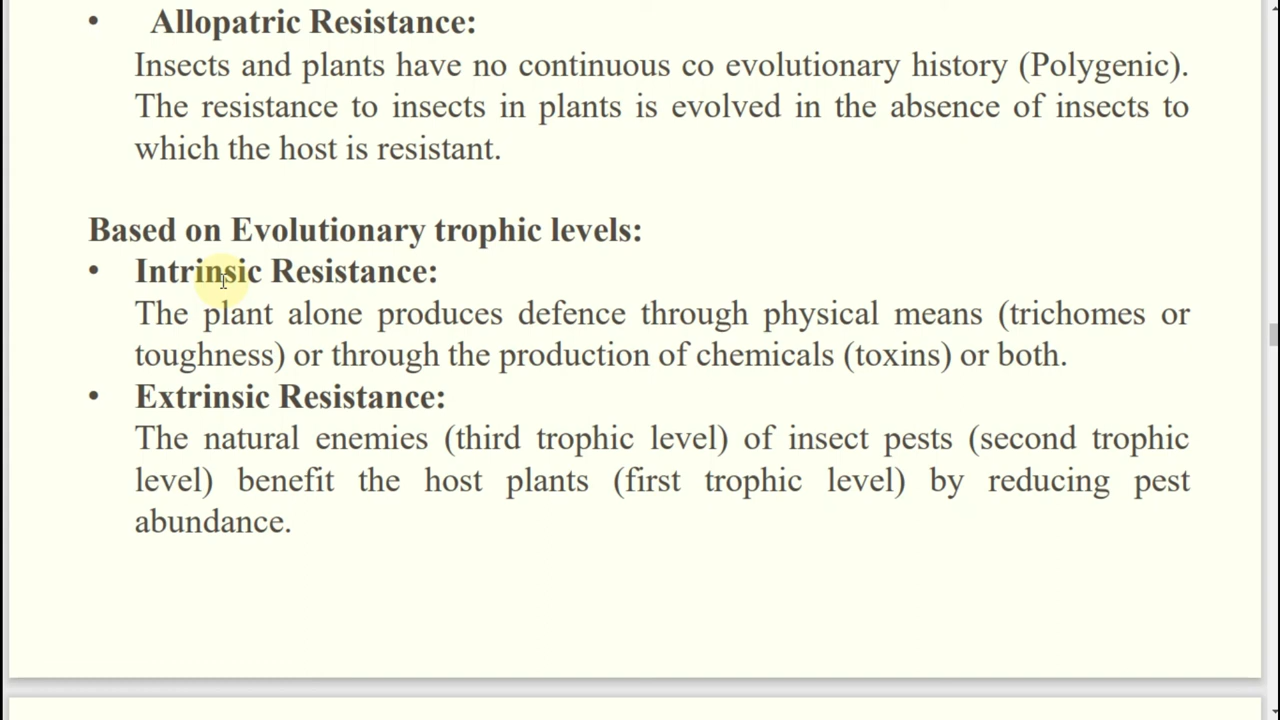 • Allopatric Resistance:
Insects and plants have no continuous co evolutionary history (Polygenic).
The resistance to insects in plants is evolved in the absence of insects to
which the host is resistant.
Based on Evolutionary trophic levels:
• Intrinsic Resistance:
The plant alone produces defence through physical means (trichomes or
toughness) or through the production of chemicals (toxins) or both.
• Extrinsic Resistance:
The natural enemies (third trophic level) of insect pests (second trophic
level) benefit the host plants (first trophic level) by reducing pest
abundance.